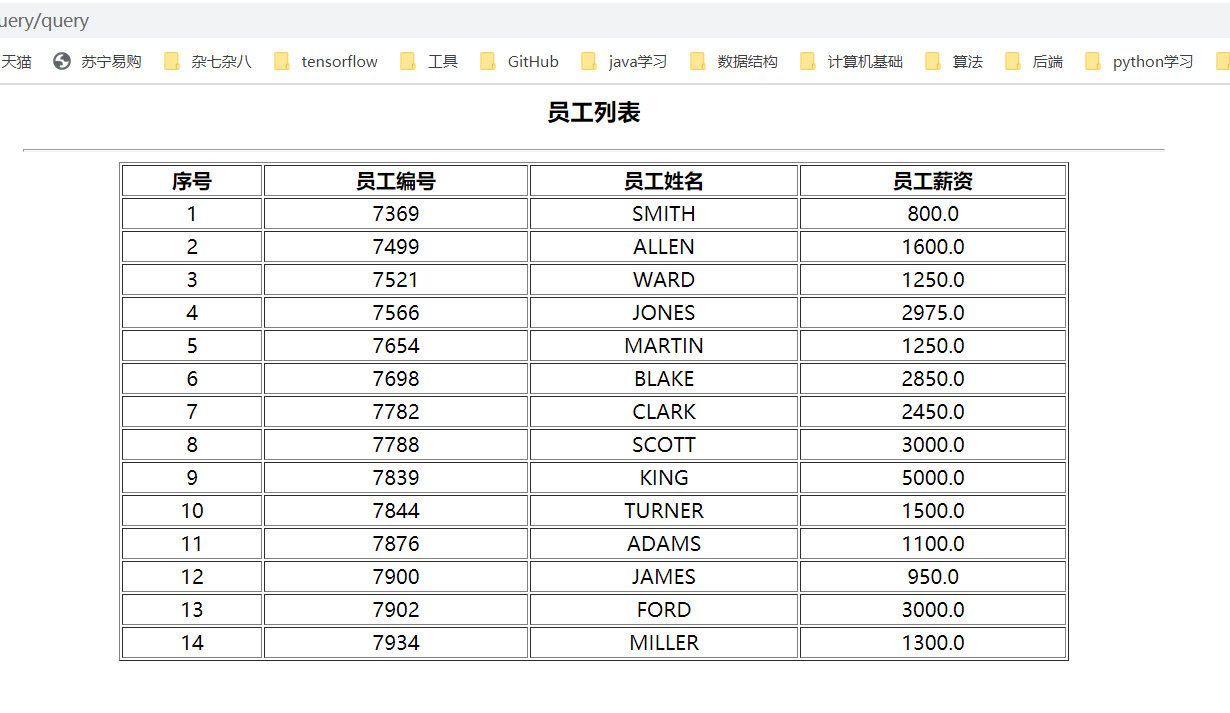 uery/query
天猫 苏宁易购 杂七杂八 tensorflow 工具 GitHub java学习 数据结构 计算机基础 算法 后端 python学习
员工列表
序号 员工编号 员工姓名 员工薪资
1 7369 SMITH 800.0
2 7499 ALLEN 1600.0
3 7521 WARD 1250.0
4 7566 JONES 2975.0
5 7654 MARTIN 1250.0
6 7698 BLAKE 2850.0
7 7782 CLARK 2450.0
8 7788 SCOTT 3000.0
9 7839 KING 5000.0
10 7844 TURNER 1500.0
11 7876 ADAMS 1100.0
12 7900 JAMES 950.0
13 7902 FORD 3000.0
14 7934 MILLER 1300.0